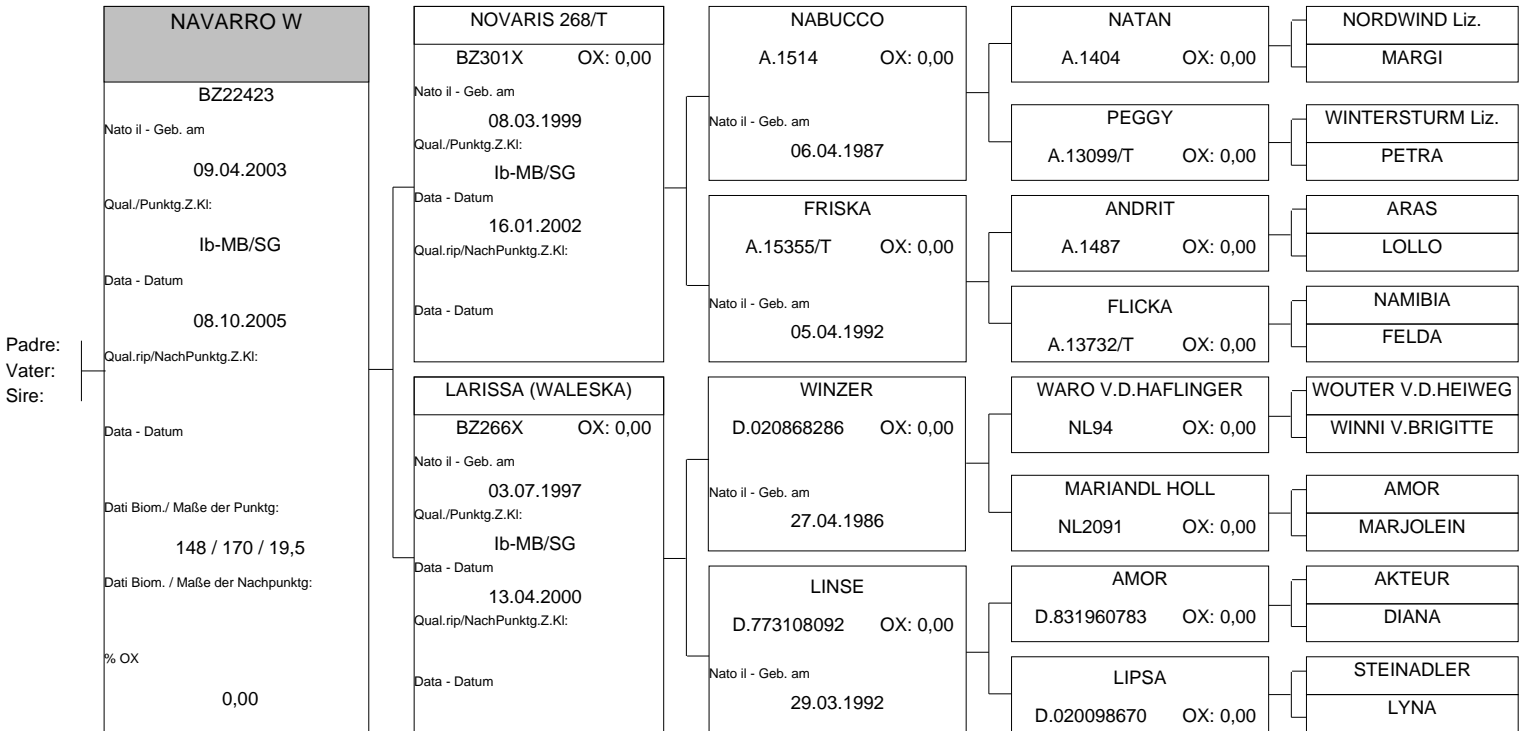 Padre:
Vater:
Sire:
NAVARRO W
BZ22423
Nato il - Geb. am
09.04.2003
Qual./Punktg.Z.Kl:
Ib-MB/SG
Data - Datum
08.10.2005
Qual.rip/NachPunktg.Z.Kl:
Data - Datum
Dati Biom./ Maße der Punktg:
148 / 170 / 19,5
Dati Biom. / Maße der Nachpunktg:
% OX
0,00
NOVARIS 268/T
BZ301X OX: 0,00
Nato il - Geb. am
08.03.1999
Qual./Punktg.Z.Kl:
Ib-MB/SG
Data - Datum
16.01.2002
Qual.rip/NachPunktg.Z.Kl:
Data - Datum
LARISSA (WALESKA)
BZ266X OX: 0,00
Nato il - Geb. am
03.07.1997
Qual./Punktg.Z.Kl:
Ib-MB/SG
Data - Datum
13.04.2000
Qual.rip/NachPunktg.Z.Kl:
Data - Datum
NABUCCO
A.1514 OX: 0,00
Nato il - Geb. am
06.04.1987
FRISKA
A.15355/T OX: 0,00
Nato il - Geb. am
05.04.1992
WINZER
D.020868286 OX: 0,00
Nato il - Geb. am
27.04.1986
LINSE
D.773108092 OX: 0,00
Nato il - Geb. am
29.03.1992
NATAN
A.1404 OX: 0,00
PEGGY
A.13099/T OX: 0,00
ANDRIT
A.1487 OX: 0,00
FLICKA
A.13732/T OX: 0,00
WARO V.D.HAFLINGER
NL94 OX: 0,00
MARIANDL HOLL
NL2091 OX: 0,00
AMOR
D.831960783 OX: 0,00
LIPSA
D.020098670 OX: 0,00
NORDWIND Liz.
MARGI
WINTERSTURM Liz.
PETRA
ARAS
LOLLO
NAMIBIA
FELDA
WOUTER V.D.HEIWEG
WINNI V.BRIGITTE
AMOR
MARJOLEIN
AKTEUR
DIANA
STEINADLER
LYNA